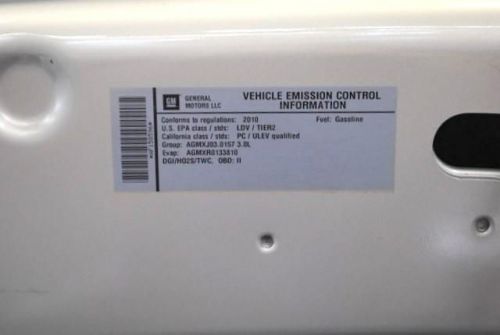 GM GENERAL MOTORS LLC
VEHICLE EMISSION CONTROL INFORMATION
Conforms to regulations: 2010 Fuel: Gasoline
U.S. EPA class / stds: LDV / TIER2
California class / stds: PC / ULEV qualified
Group: AGMXJ03.0157 3.0L
Evap: AGMXR0133810
DGI/HO2S/TWC, OBD: II